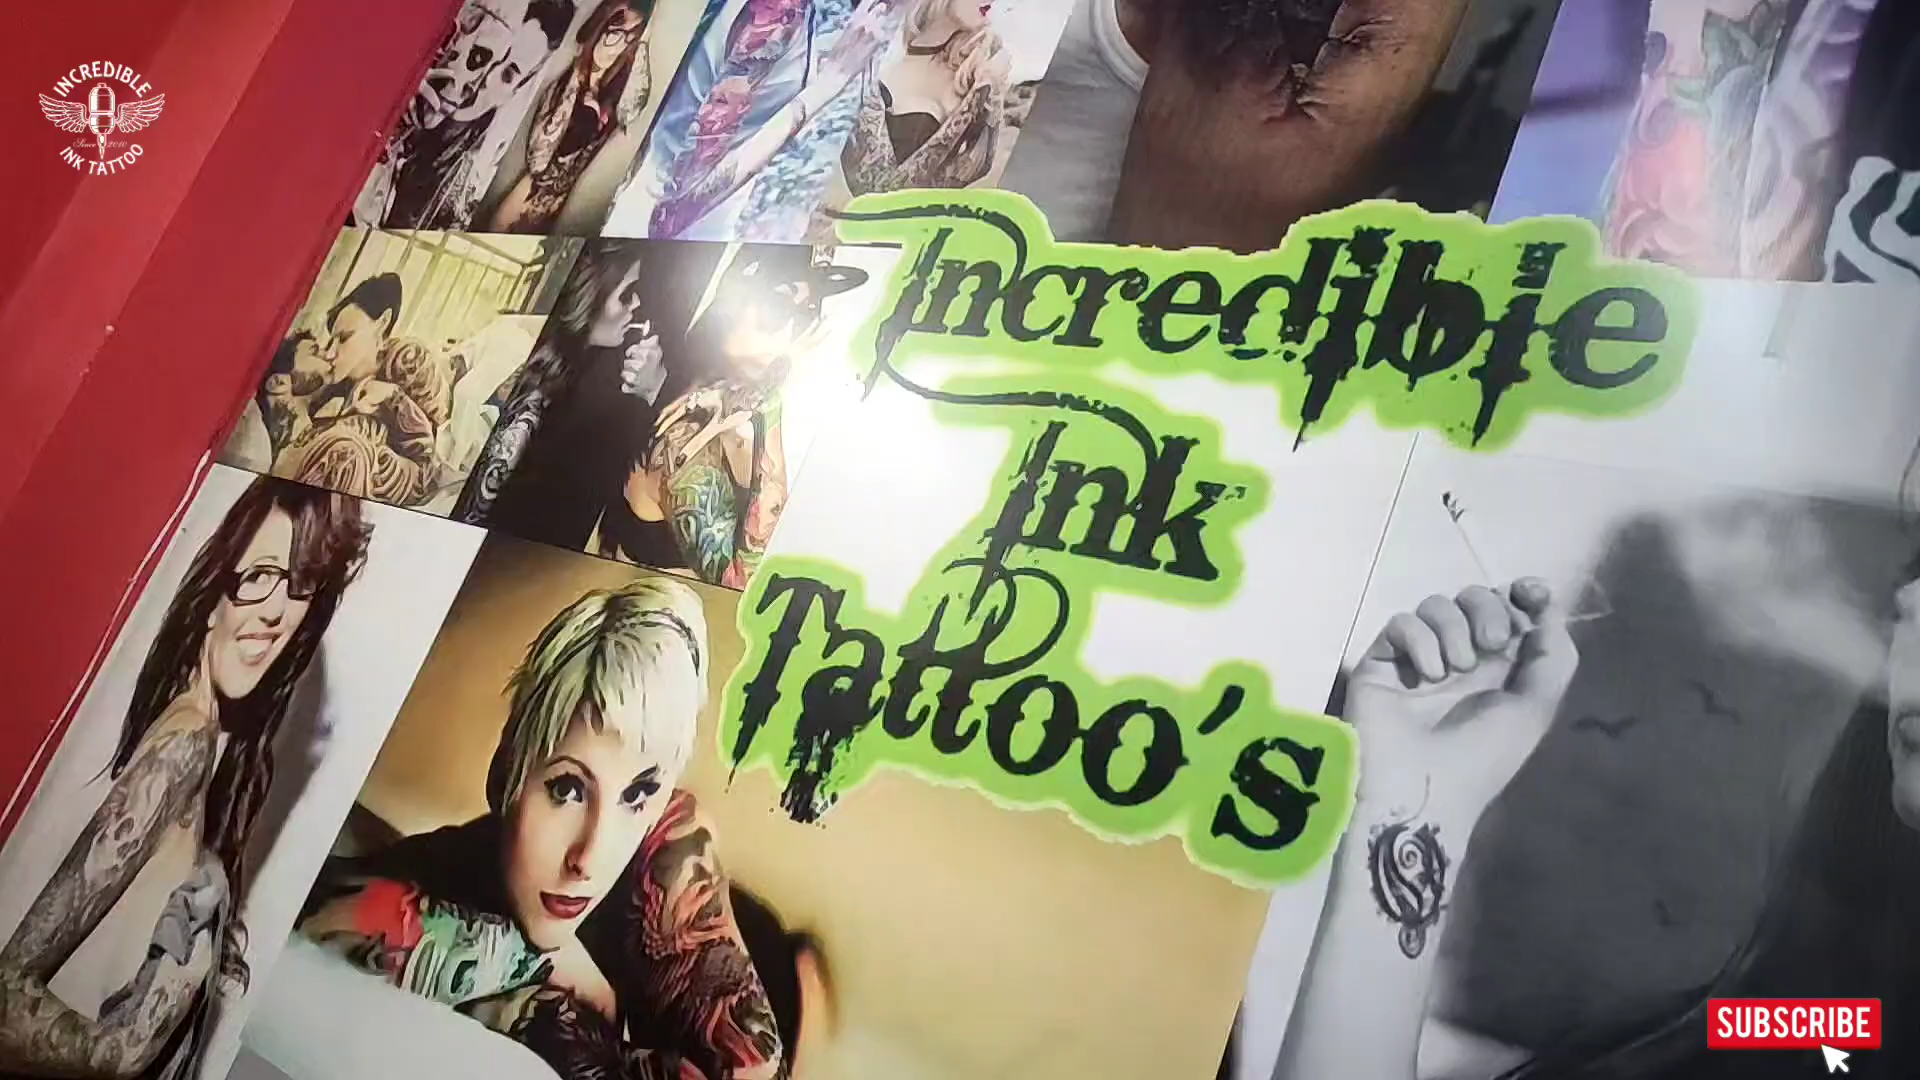 INCREDIBLE
Since 2010
INK TATTOO
Incredible
Ink
Tattoo's
SUBSCRIBE